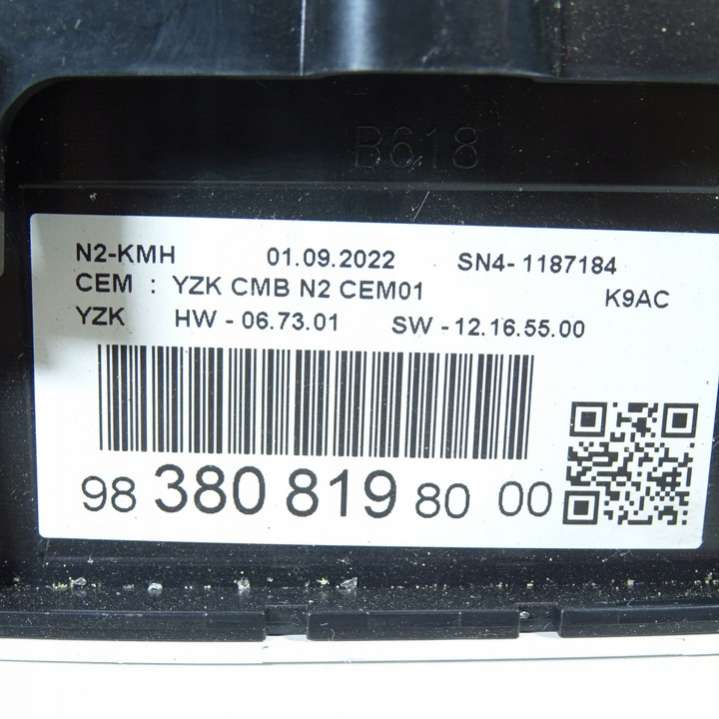 B618
N2-KMH 01.09.2022 SN4- 1187184
CEM : YZK CMB N2 CEM01 K9AC
YZK HW - 06.73.01 SW - 12.16.55.00
98 380 819 80 00